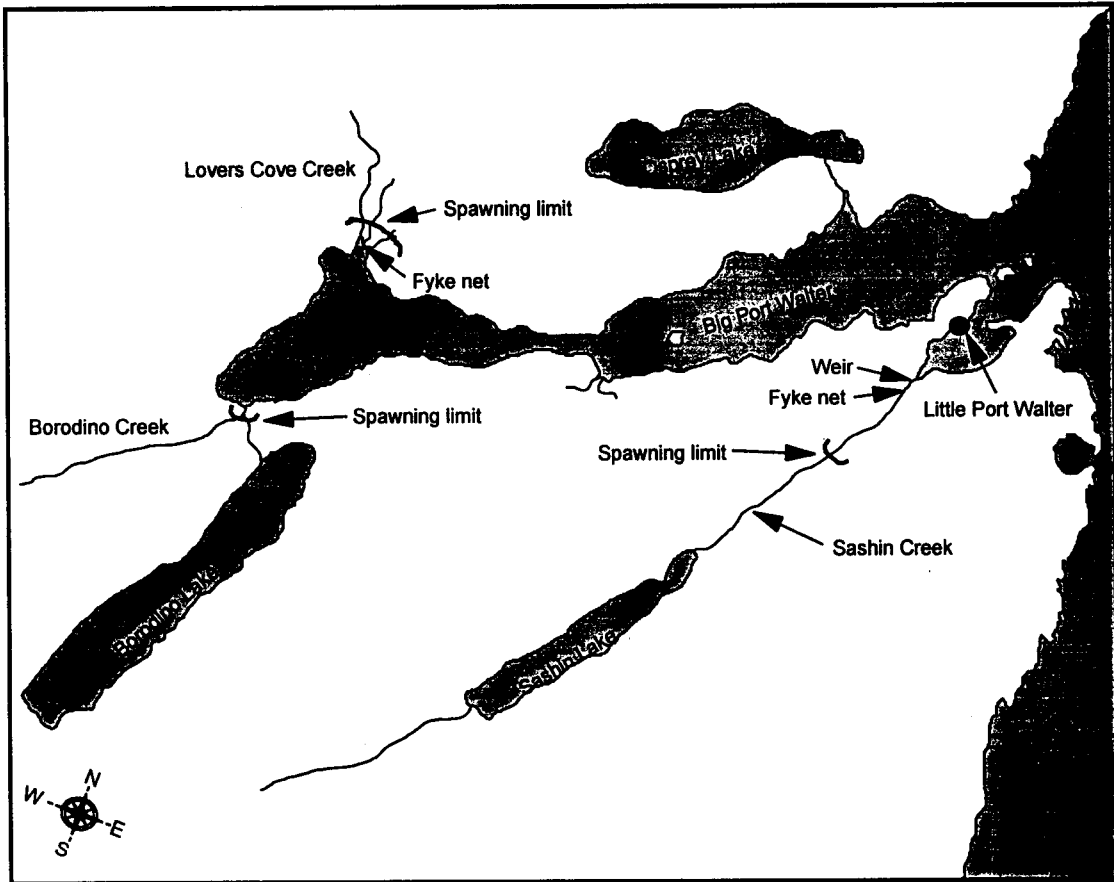 Lovers Cove Creek
Spawning limit
Fyke net
Osprey Lake
Big Port Walter
Weir
Fyke net
Little Port Walter
Borodino Creek
Spawning limit
Spawning limit
Sashin Creek
Borodino Lake
Sashin Lake
N
W
E
S